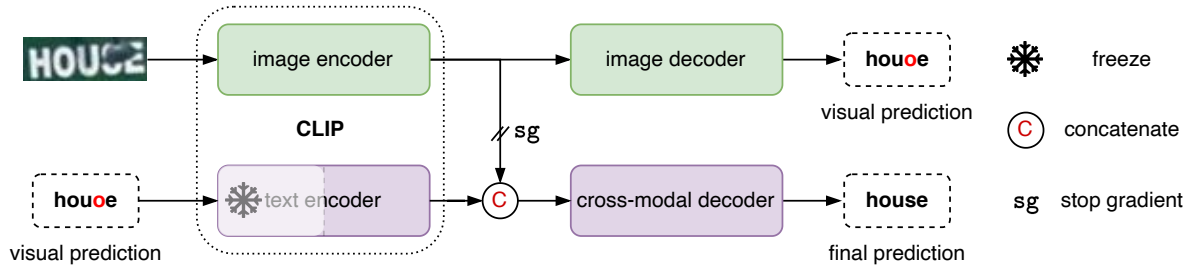 HOUSE
image encoder
image decoder
houoe
visual prediction
freeze
CLIP
sg
C
concatenate
houoe
visual prediction
text encoder
C
cross-modal decoder
house
final prediction
sg
stop gradient